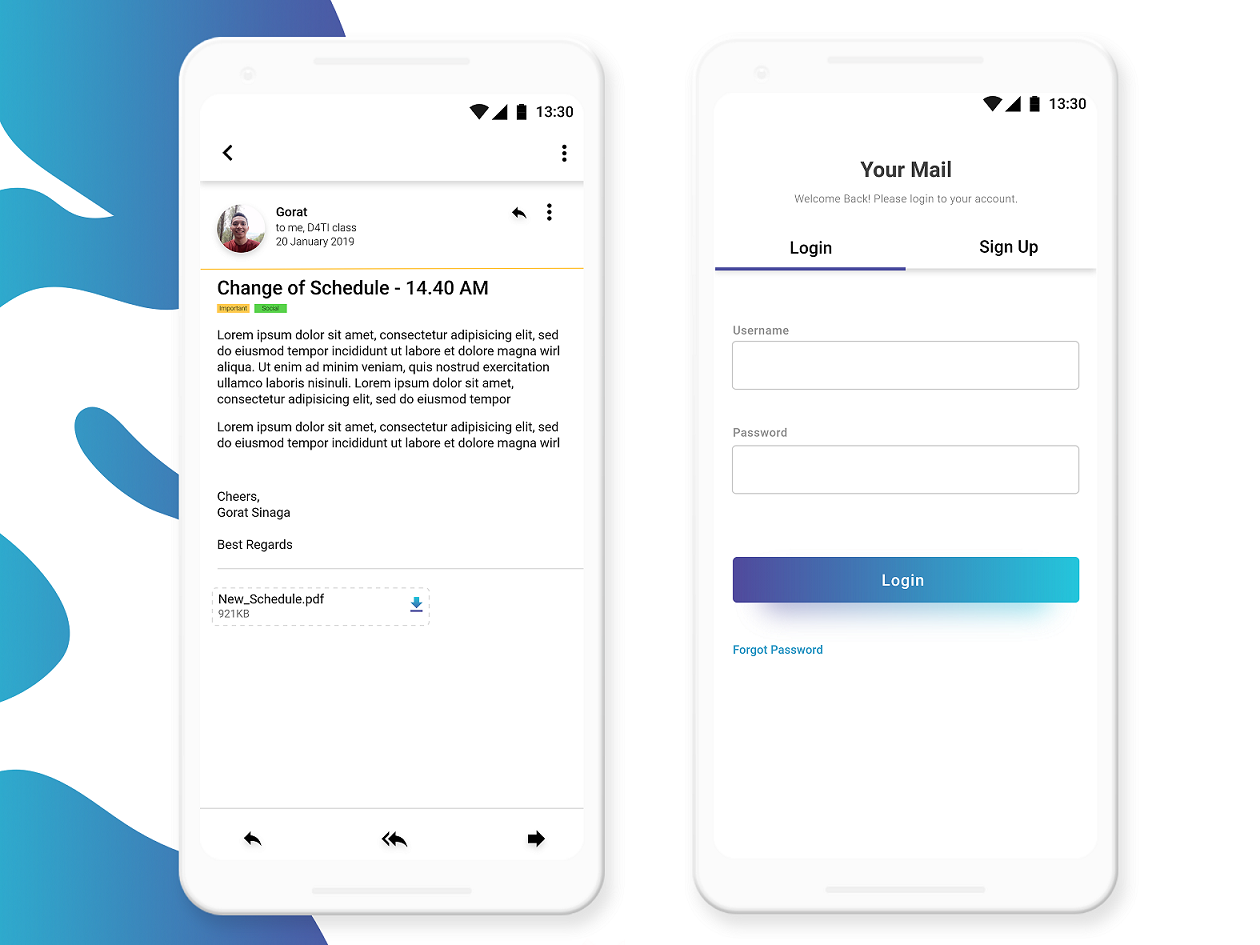 13:30
Gorat
to me, D4TI class
20 January 2019
Change of Schedule - 14.40 AM
Important Social
Lorem ipsum dolor sit amet, consectetur adipisicing elit, sed
do eiusmod tempor incididunt ut labore et dolore magna wirl
aliqua. Ut enim ad minim veniam, quis nostrud exercitation
ullamco laboris nisinuli. Lorem ipsum dolor sit amet,
consectetur adipisicing elit, sed do eiusmod tempor
Lorem ipsum dolor sit amet, consectetur adipisicing elit, sed
do eiusmod tempor incididunt ut labore et dolore magna wirl
Cheers,
Gorat Sinaga
Best Regards
New_Schedule.pdf
921KB
13:30
Your Mail
Welcome Back! Please login to your account.
Login Sign Up
Username
Password
Login
Forgot Password